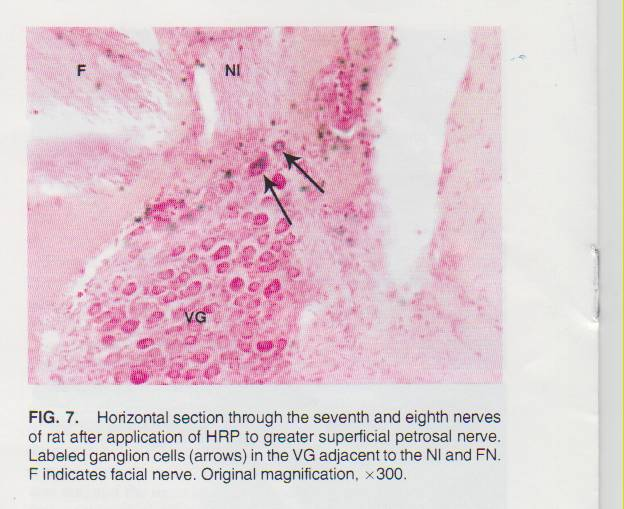 F
NI
VG
FIG. 7. Horizontal section through the seventh and eighth nerves
of rat after application of HRP to greater superficial petrosal nerve.
Labeled ganglion cells (arrows) in the VG adjacent to the NI and FN.
F indicates facial nerve. Original magnification, ×300.